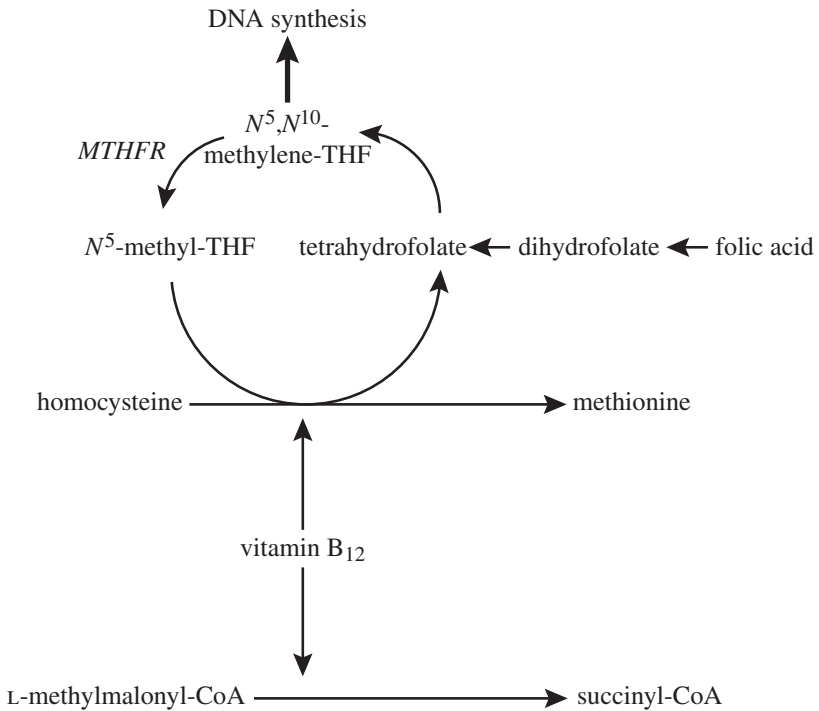 DNA synthesis
N⁵,N¹⁰-
MTHFR
methylene-THF
N⁵-methyl-THF
tetrahydrofolate
dihydrofolate
folic acid
homocysteine
methionine
vitamin B₁₂
L-methylmalonyl-CoA
succinyl-CoA